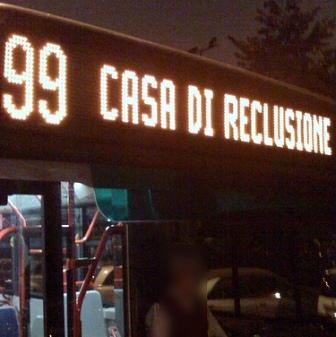 99 CASA DI RECLUSIONE